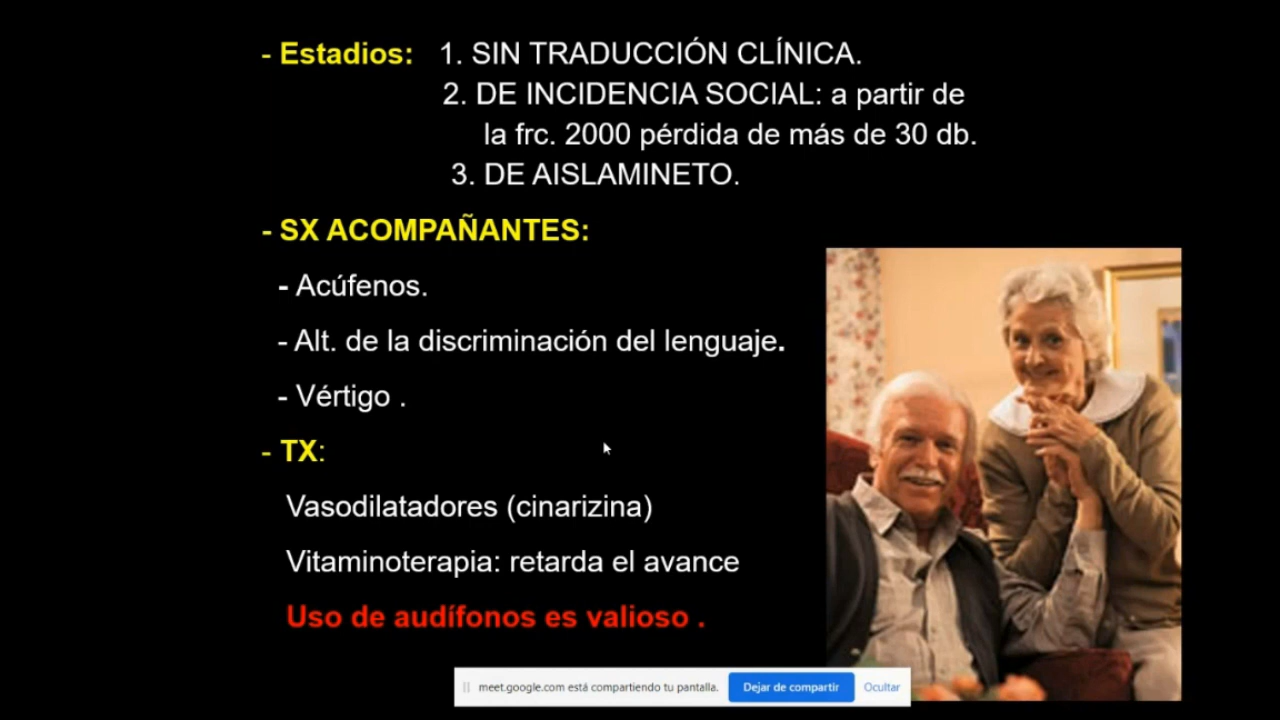 - Estadios: 1. SIN TRADUCCIÓN CLÍNICA.
2. DE INCIDENCIA SOCIAL: a partir de
la frc. 2000 pérdida de más de 30 db.
3. DE AISLAMINETO.
- SX ACOMPAÑANTES:
- Acúfenos.
- Alt. de la discriminación del lenguaje.
- Vértigo .
- TX:
Vasodilatadores (cinarizina)
Vitaminoterapia: retarda el avance
Uso de audífonos es valioso .
meet.google.com está compartiendo tu pantalla. Dejar de compartir Ocultar